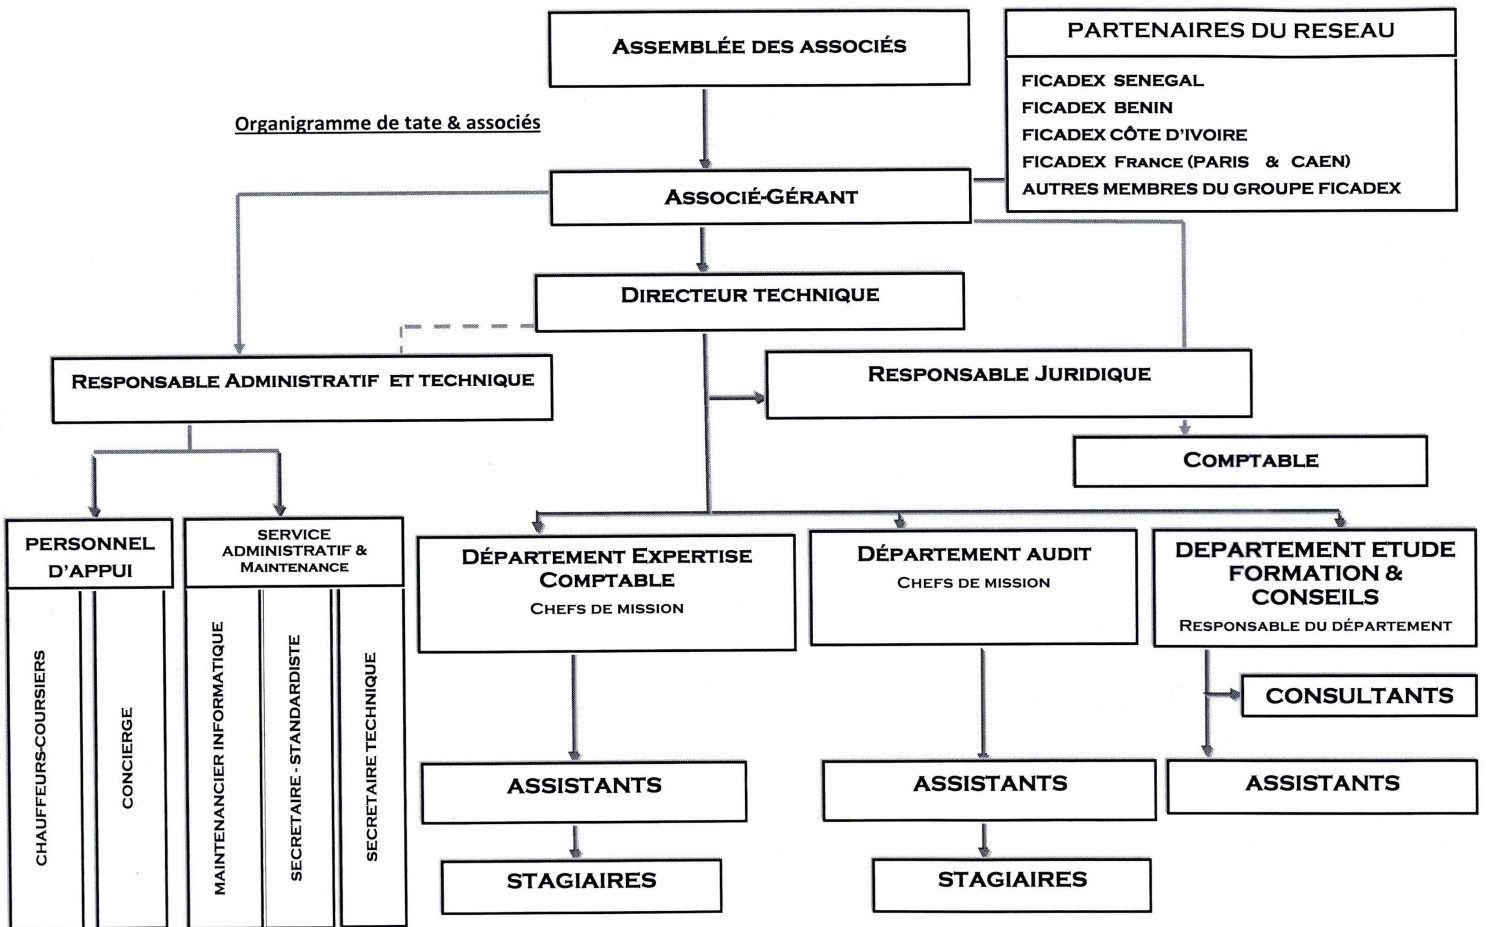 ASSEMBLÉE DES ASSOCIÉS
PARTENAIRES DU RESEAU
FICADEX SENEGAL
FICADEX BENIN
FICADEX CÔTE D'IVOIRE
FICADEX FRANCE (PARIS & CAEN)
AUTRES MEMBRES DU GROUPE FICADEX
Organigramme de tate & associés
ASSOCIÉ-GÉRANT
DIRECTEUR TECHNIQUE
RESPONSABLE ADMINISTRATIF ET TECHNIQUE
RESPONSABLE JURIDIQUE
COMPTABLE
PERSONNEL
D'APPUI
SERVICE
ADMINISTRATIF &
MAINTENANCE
DÉPARTEMENT EXPERTISE
COMPTABLE
CHEFS DE MISSION
DÉPARTEMENT AUDIT
CHEFS DE MISSION
DEPARTEMENT ETUDE
FORMATION &
CONSEILS
RESPONSABLE DU DÉPARTEMENT
CHAUFFEURS-COURSIERS
CONCIERGE
MAINTENANCIER INFORMATIQUE
SECRETAIRE - STANDARDISTE
SECRETAIRE TECHNIQUE
CONSULTANTS
ASSISTANTS
ASSISTANTS
ASSISTANTS
STAGIAIRES
STAGIAIRES